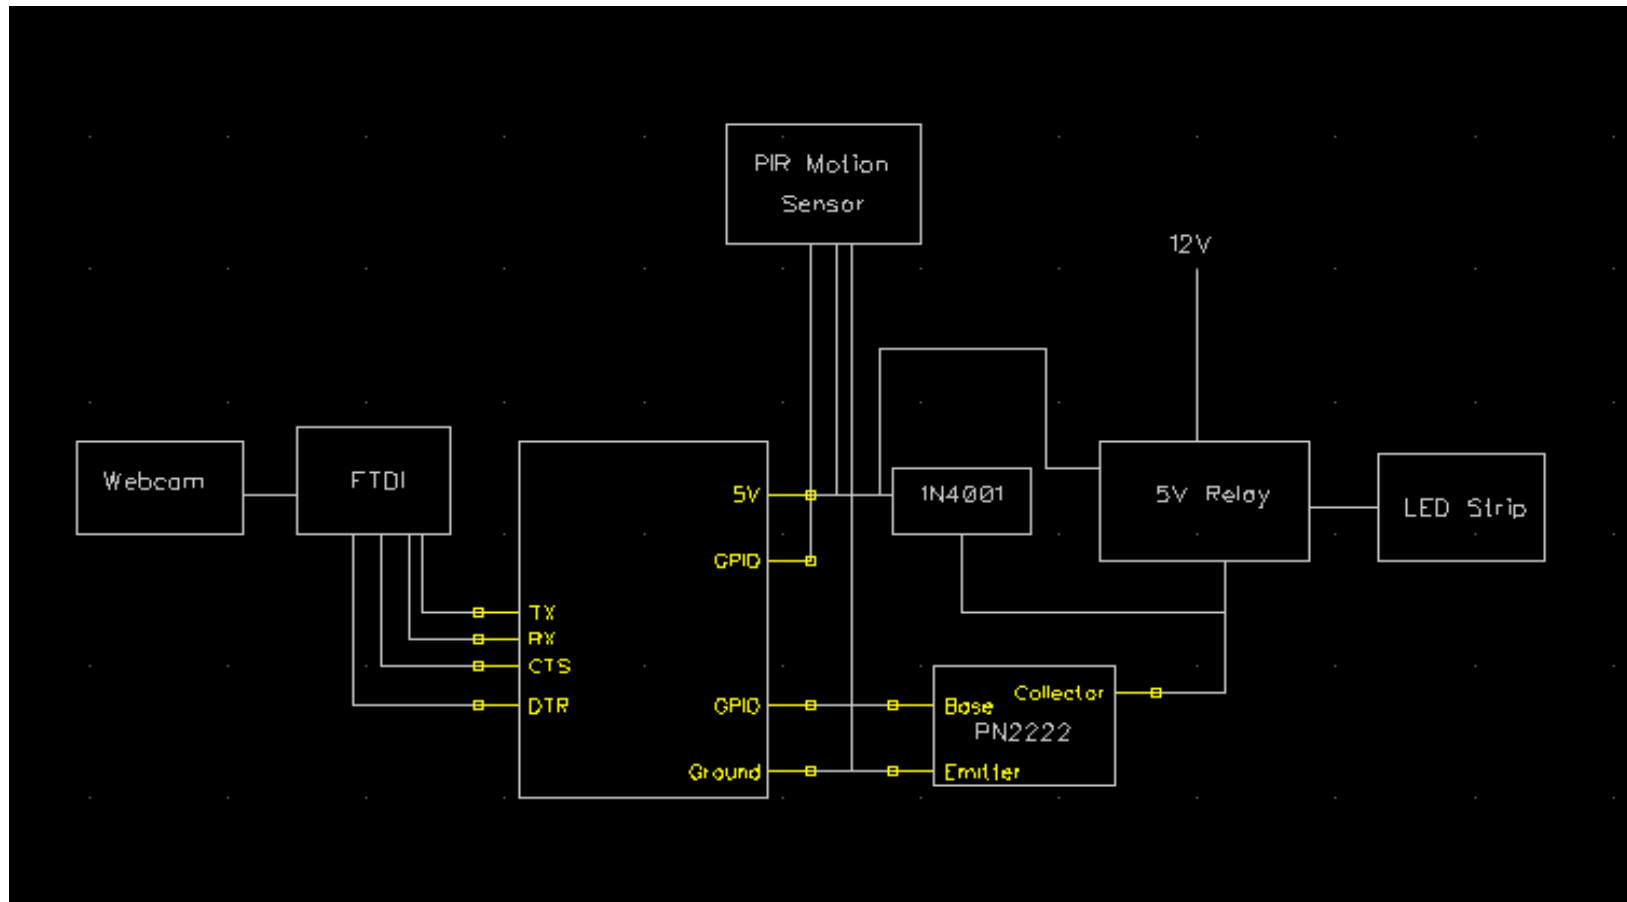 PIR Motion
Sensor
12V
Webcam
FTDI
5V
1N4001
5V Relay
LED Strip
GPIO
TX
RX
CTS
DTR
GPIO
Ground
Base
Collector
PN2222
Emitter